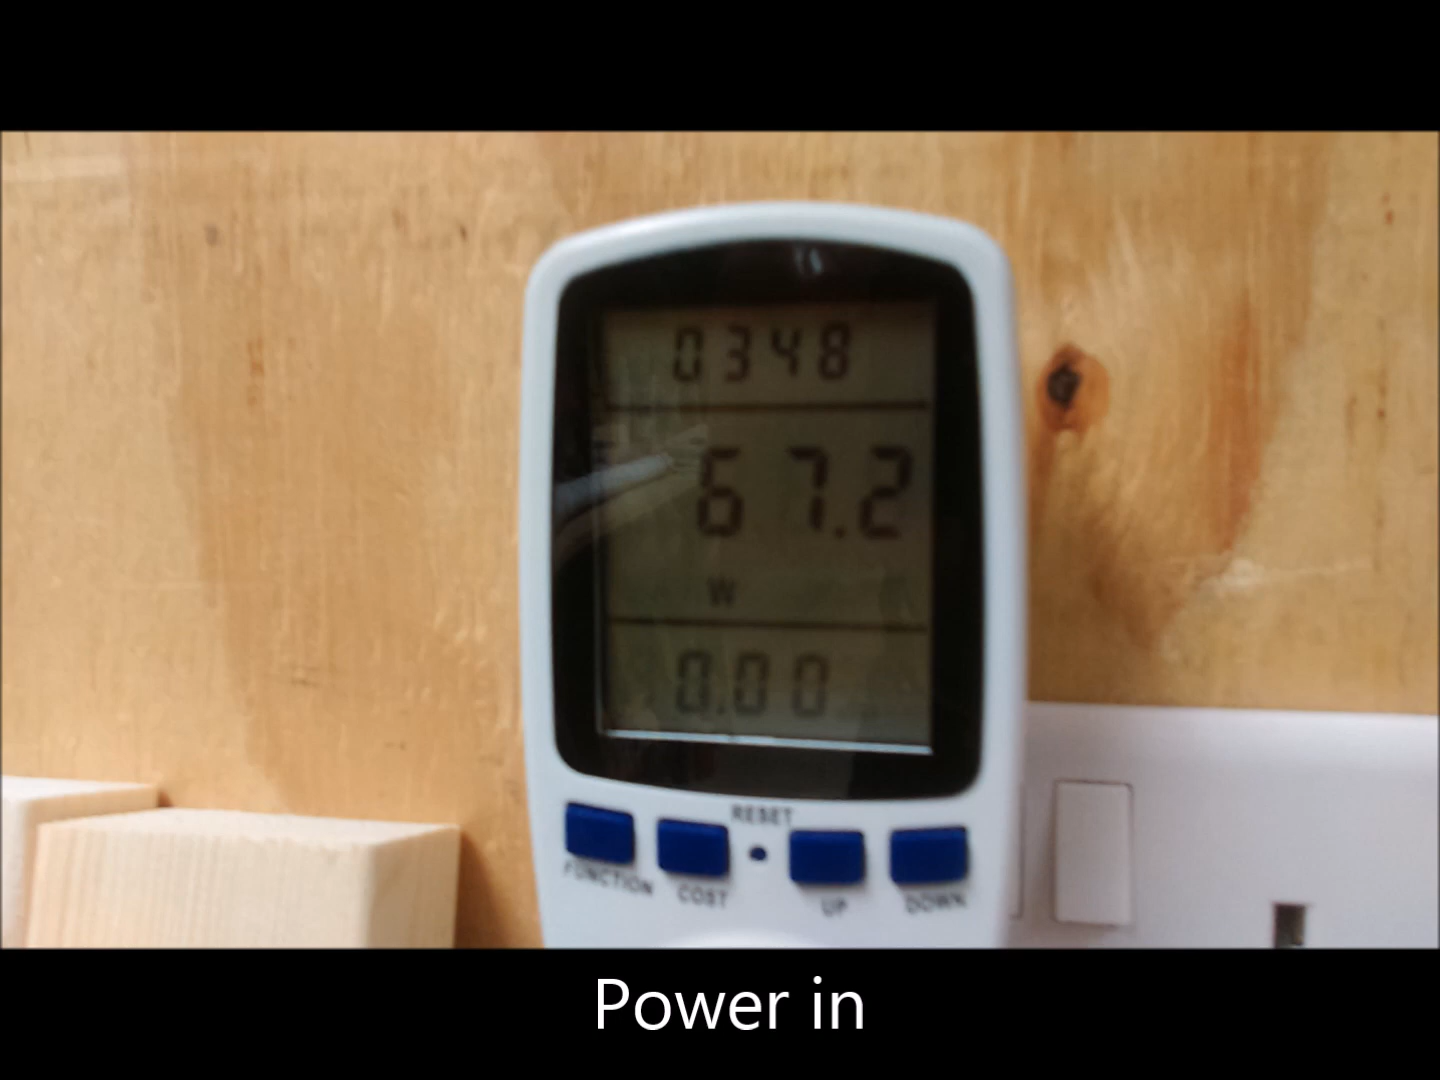 0348
67.2
W
0.00
RESET
FUNCTION COST UP DOWN
Power in